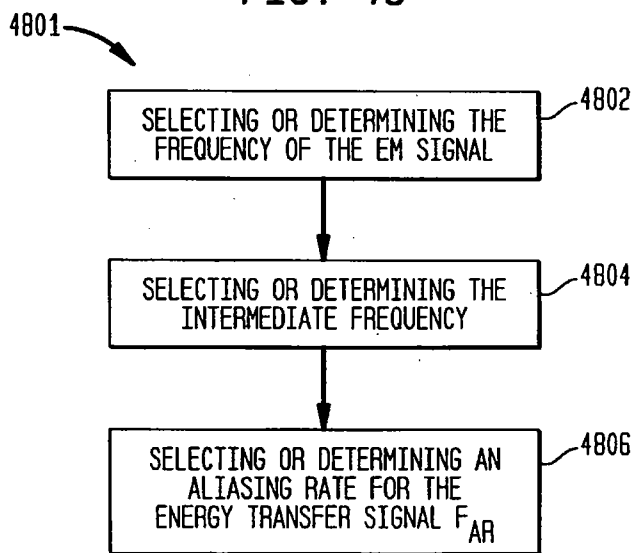 4801
4802
SELECTING OR DETERMINING THE
FREQUENCY OF THE EM SIGNAL
4804
SELECTING OR DETERMINING THE
INTERMEDIATE FREQUENCY
4806
SELECTING OR DETERMINING AN
ALIASING RATE FOR THE
ENERGY TRANSFER SIGNAL F_AR